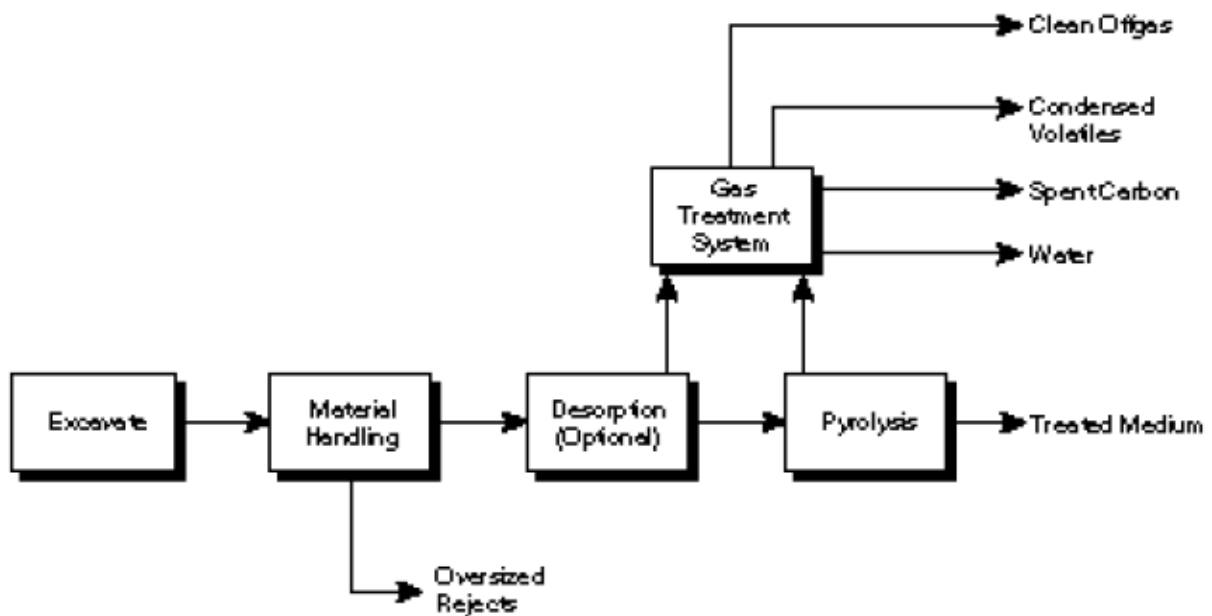 Clean Offgas
Condensed
Volatiles
Gas
Treatment
System
Spent Carbon
Water
Excavate
Material
Handling
Desorption
(Optional)
Pyrolysis
Treated Medium
Oversized
Rejects